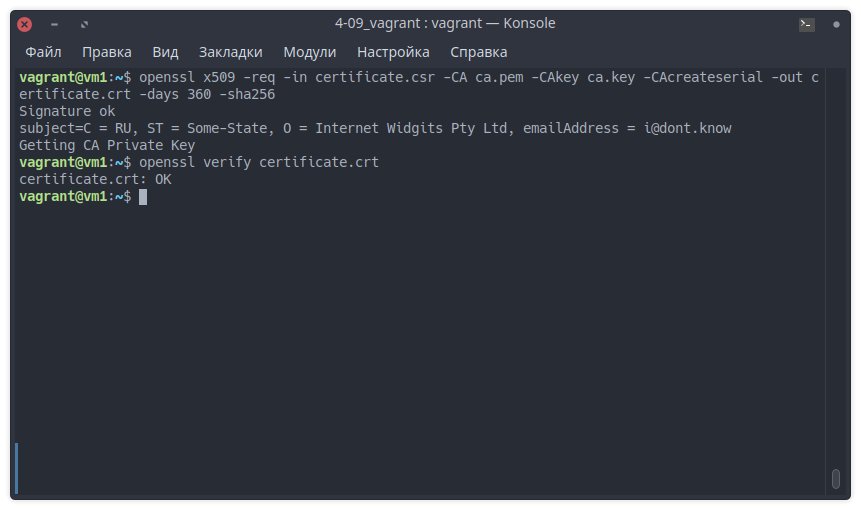 4-09_vagrant : vagrant — Konsole
Файл Правка Вид Закладки Модули Настройка Справка
vagrant@vm1:~$ openssl x509 -req -in certificate.csr -CA ca.pem -CAkey ca.key -CAcreateserial -out c
ertificate.crt -days 360 -sha256
Signature ok
subject=C = RU, ST = Some-State, O = Internet Widgits Pty Ltd, emailAddress = i@dont.know
Getting CA Private Key
vagrant@vm1:~$ openssl verify certificate.crt
certificate.crt: OK
vagrant@vm1:~$